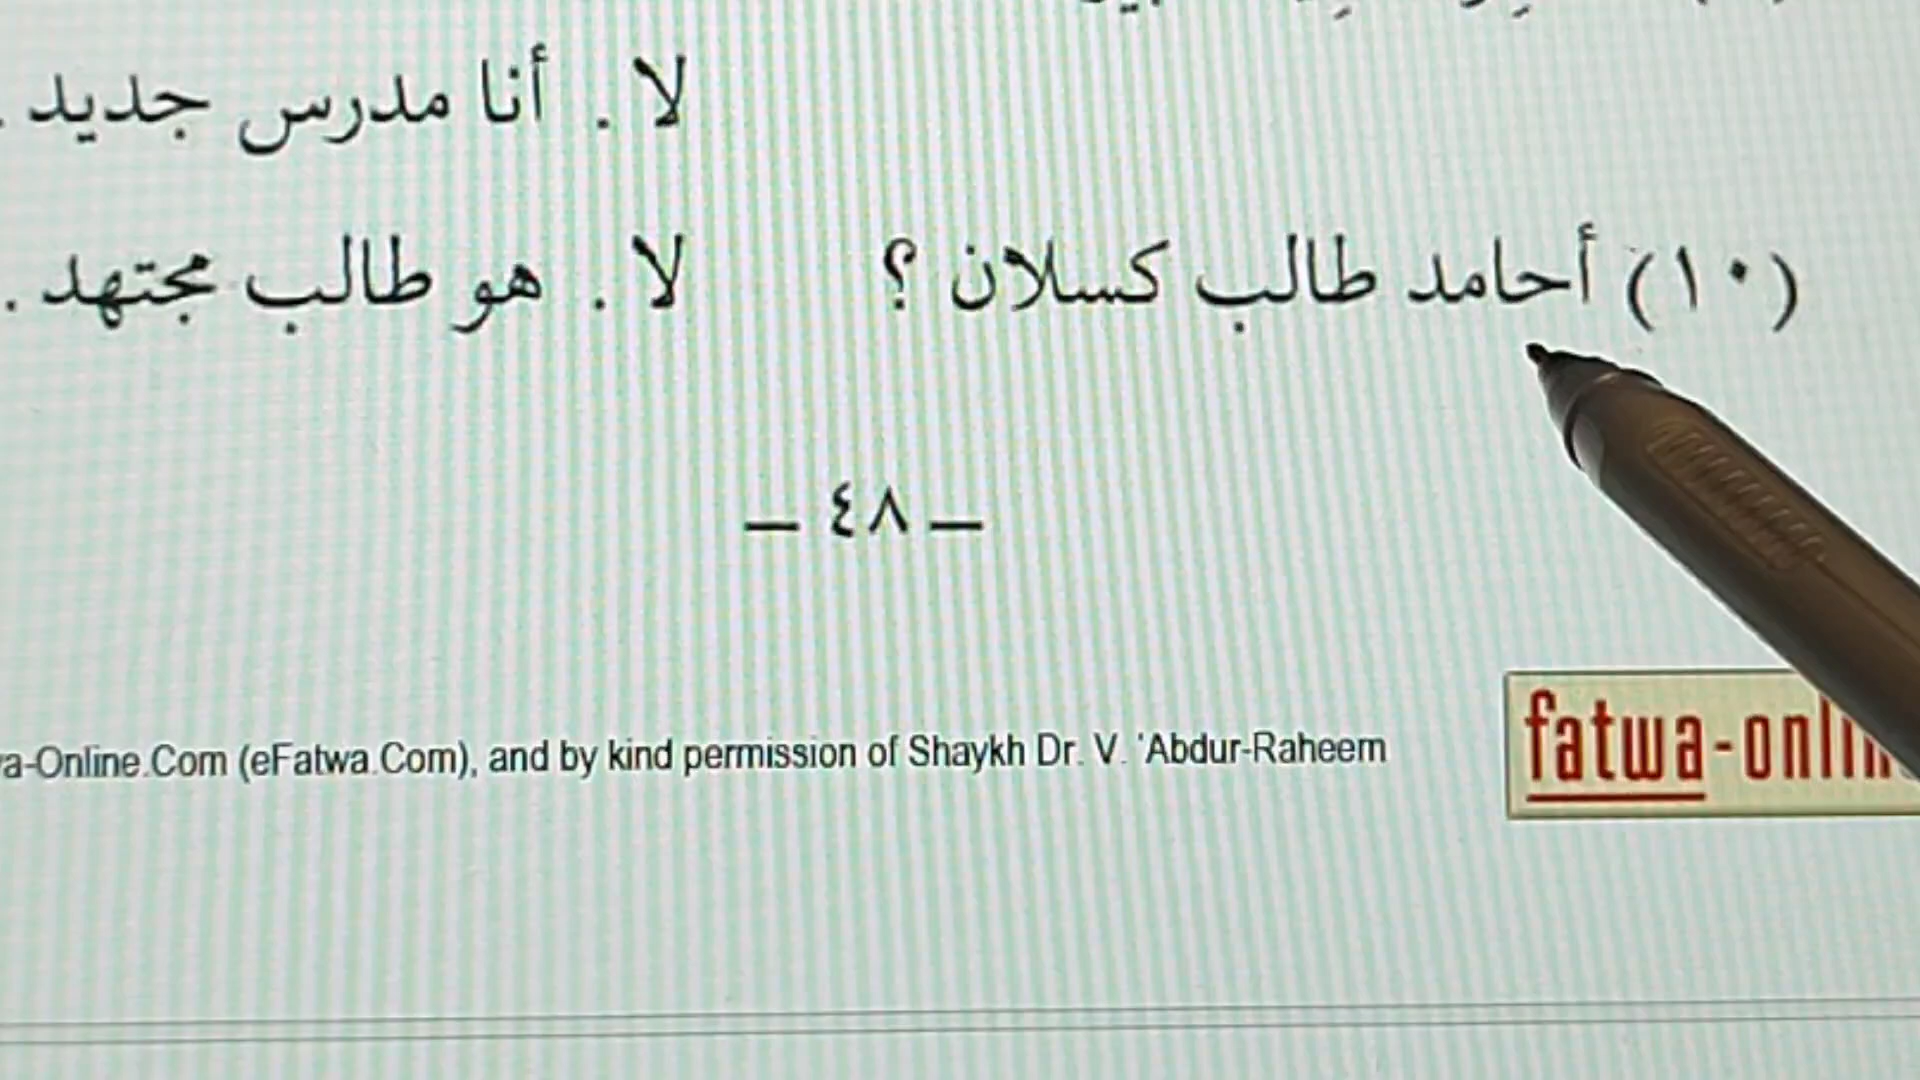 لا . أنا مدرس جديد .
(١٠) أحامد طالب كسلان ؟ لا . هو طالب مجتهد .
– ٤٨ –
a-Online.Com (eFatwa.Com), and by kind permission of Shaykh Dr. V. 'Abdur-Raheem
fatwa-onlin